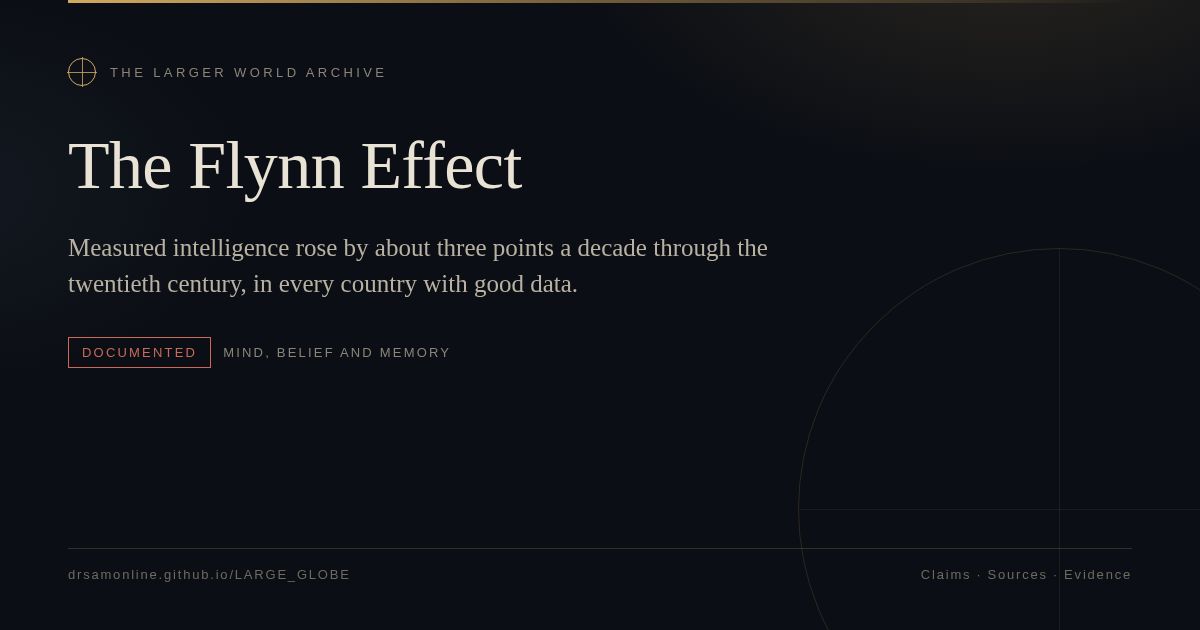 THE LARGER WORLD ARCHIVE
The Flynn Effect
Measured intelligence rose by about three points a decade through the
twentieth century, in every country with good data.
DOCUMENTED MIND, BELIEF AND MEMORY
drsamonline.github.io/LARGE_GLOBE Claims · Sources · Evidence